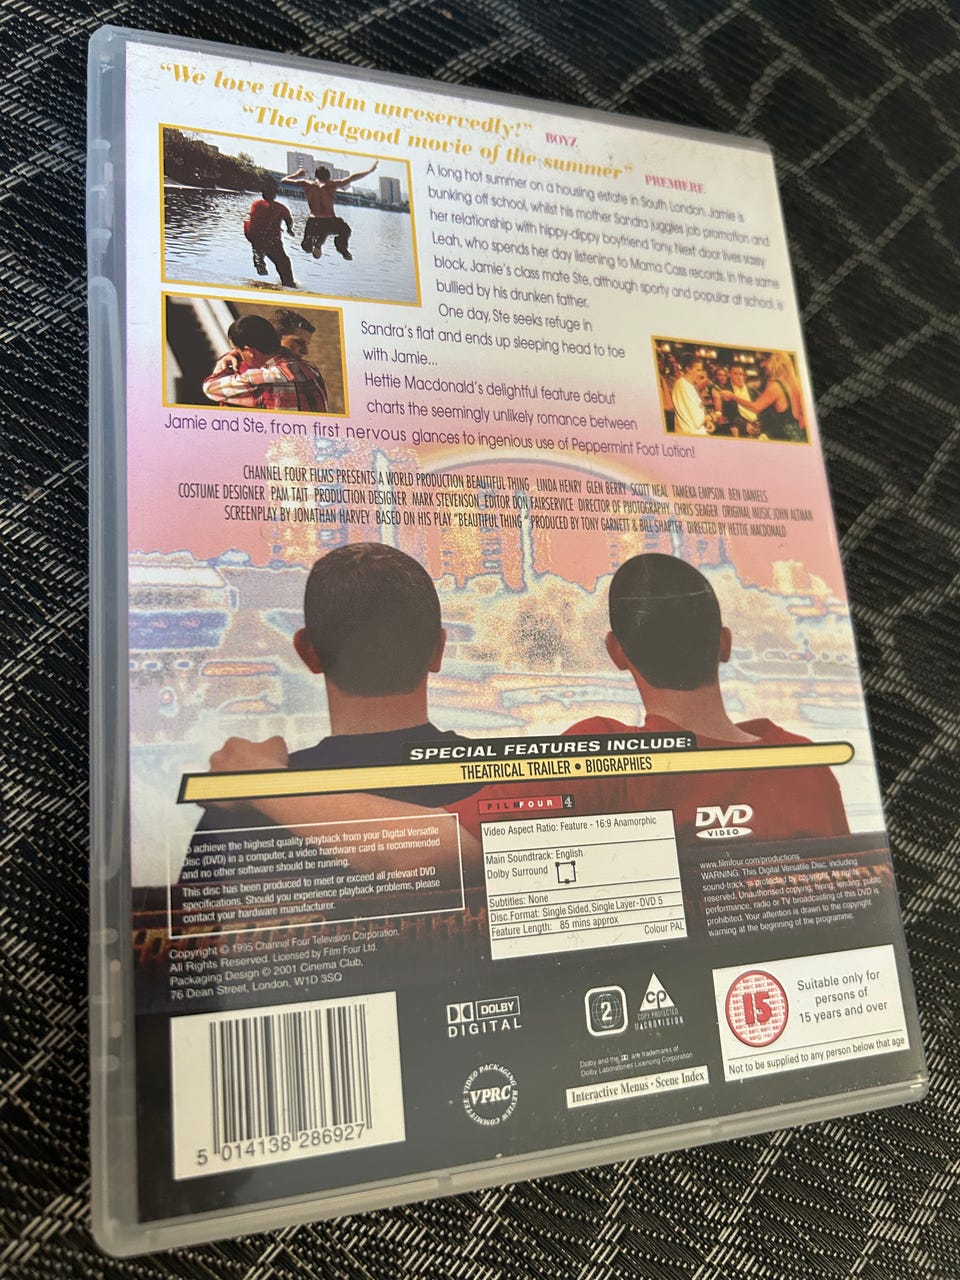 “We love this film unreservedly!” BOYZ
“The feelgood movie of the summer” PREMIERE
A long hot summer on a housing estate in South London. Jamie is
bunking off school, whilst his mother Sandra juggles job promotion and
her relationship with hippy-dippy boyfriend Tony. Next door lives sassy
Leah, who spends her day listening to Mama Cass records. In the same
block, Jamie's class mate Ste, although sporty and popular at school, is
bullied by his drunken father.
One day, Ste seeks refuge in
Sandra's flat and ends up sleeping head to toe
with Jamie...
Hettie Macdonald's delightful feature debut
charts the seemingly unlikely romance between
Jamie and Ste, from first nervous glances to ingenious use of Peppermint Foot Lotion!
CHANNEL FOUR FILMS PRESENTS A WORLD PRODUCTION BEAUTIFUL THING LINDA HENRY GLEN BERRY SCOTT NEAL TAMEKA EMPSON BEN DANIELS
COSTUME DESIGNER PAM TAIT PRODUCTION DESIGNER MARK STEVENSON EDITOR DON FAIRSERVICE DIRECTOR OF PHOTOGRAPHY CHRIS SEAGER ORIGINAL MUSIC JOHN ALTMAN
SCREENPLAY BY JONATHAN HARVEY BASED ON HIS PLAY "BEAUTIFUL THING" PRODUCED BY TONY GARNETT & BILL SHAPTER DIRECTED BY HETTIE MACDONALD
SPECIAL FEATURES INCLUDE:
THEATRICAL TRAILER • BIOGRAPHIES
FILMFOUR 4
o achieve the highest quality playback from your Digital Versatile
Disc (DVD) in a computer, a video hardware card is recommended
and no other software should be running.
This disc has been produced to meet or exceed all relevant DVD
specifications. Should you experience playback problems, please
contact your hardware manufacturer.
Copyright © 1995 Channel Four Television Corporation.
All Rights Reserved. Licensed by Film Four Ltd.
Packaging Design © 2001 Cinema Club,
76 Dean Street, London, W1D 3SQ
Video Aspect Ratio: Feature - 16:9 Anamorphic
Main Soundtrack: English
Dolby Surround
Subtitles: None
Disc Format: Single Sided, Single Layer-DVD 5
Feature Length: 85 mins approx
Colour PAL
DVD
VIDEO
www.filmfour.com/productions
WARNING: This Digital Versatile Disc, including
sound-track, is protected by copyright. All rights
reserved. Unauthorised copying, hiring, lending, public
performance, radio or TV broadcasting of this DVD is
prohibited. Your attention is drawn to the copyright
warning at the beginning of the programme.
5 014138 286927
DOLBY
DIGITAL
VIDEO PACKAGING REVIEW COMMITTEE
VPRC
2
cp
COPY PROTECTED
MACROVISION
Dolby and the are trademarks of
Dolby Laboratories Licencing Corporation
Interactive Menus • Scene Index
15
Suitable only for
persons of
15 years and over
Not to be supplied to any person below that age